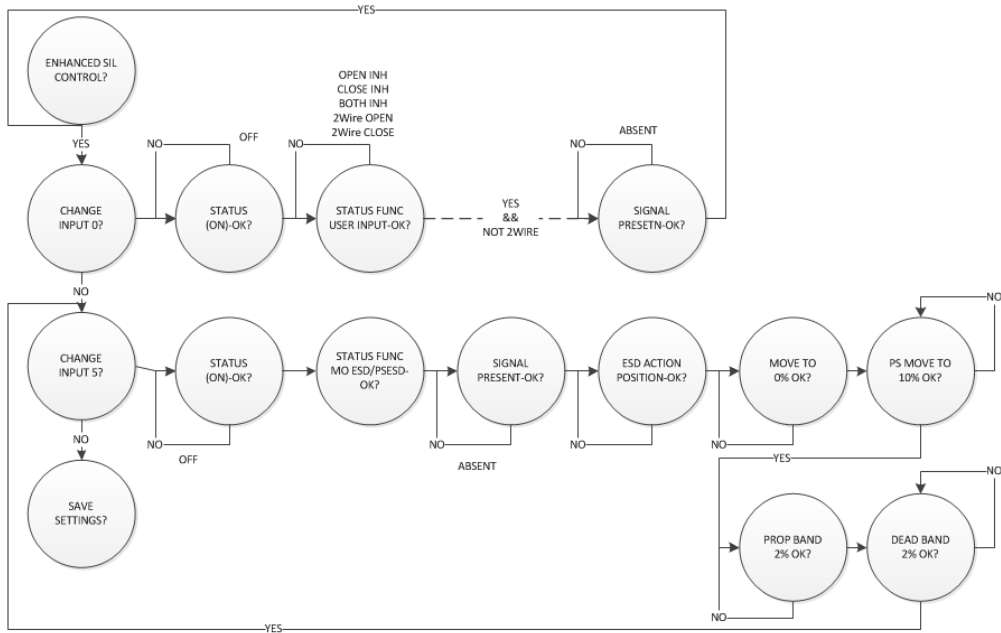 YES
ENHANCED SIL
CONTROL?
YES
OPEN INH
CLOSE INH
BOTH INH
2Wire OPEN
2Wire CLOSE
NO
OFF
NO
NO
ABSENT
CHANGE
INPUT 0?
STATUS
(ON)-OK?
STATUS FUNC
USER INPUT-OK?
YES
&&
NOT 2WIRE
SIGNAL
PRESETN-OK?
NO
NO
CHANGE
INPUT 5?
STATUS
(ON)-OK?
STATUS FUNC
MO ESD/PSESD-
OK?
SIGNAL
PRESENT-OK?
ESD ACTION
POSITION-OK?
MOVE TO
0% OK?
PS MOVE TO
10% OK?
NO
NO
OFF
NO
ABSENT
NO
NO
YES
SAVE
SETTINGS?
NO
PROP BAND
2% OK?
DEAD BAND
2% OK?
NO
YES